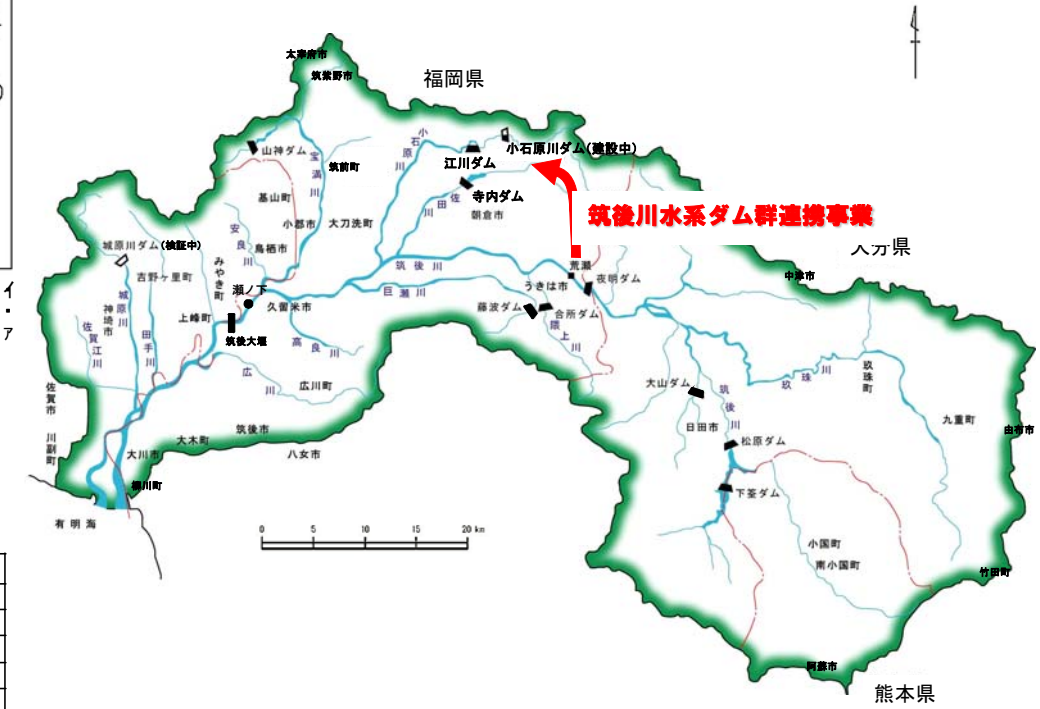 太宰府市
筑紫野市
福岡県
山神ダム
宝満川
筑前町
小石原川
江川ダム
小石原川ダム(建設中)
寺内ダム
佐田川
朝倉市
基山町
小郡市
大刀洗町
鳥栖市
安良川
筑後川水系ダム群連携事業
大分県
中津市
城原川ダム(検証中)
吉野ヶ里町
みやき町
筑後川
巨瀬川
荒瀬
夜明ダム
うきは市
藤波ダム
合所ダム
隈上川
瀬ノ下
久留米市
上峰町
筑後大堰
高良川
城原川
神埼市
佐賀江川
田手川
広川
広川町
佐賀市
川副町
大川市
大木町
筑後市
八女市
柳川町
有明海
0 5 10 15 20 km
大山ダム
日田市
筑後川
玖珠川
玖珠町
九重町
由布市
松原ダム
下筌ダム
小国町
南小国町
竹田町
阿蘇市
熊本県
イ
・
ァ